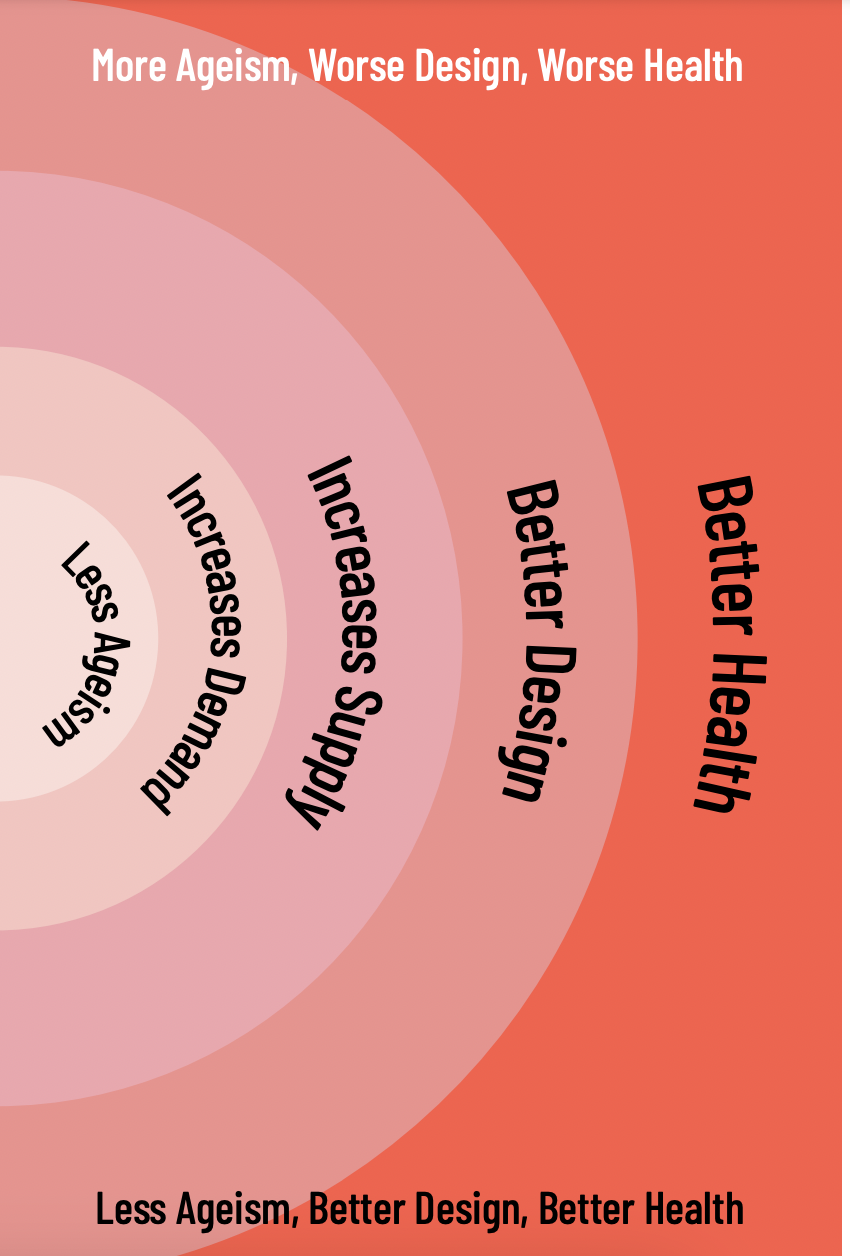 More Ageism, Worse Design, Worse Health
Less Ageism
Increases Demand
Increases Supply
Better Design
Better Health
Less Ageism, Better Design, Better Health